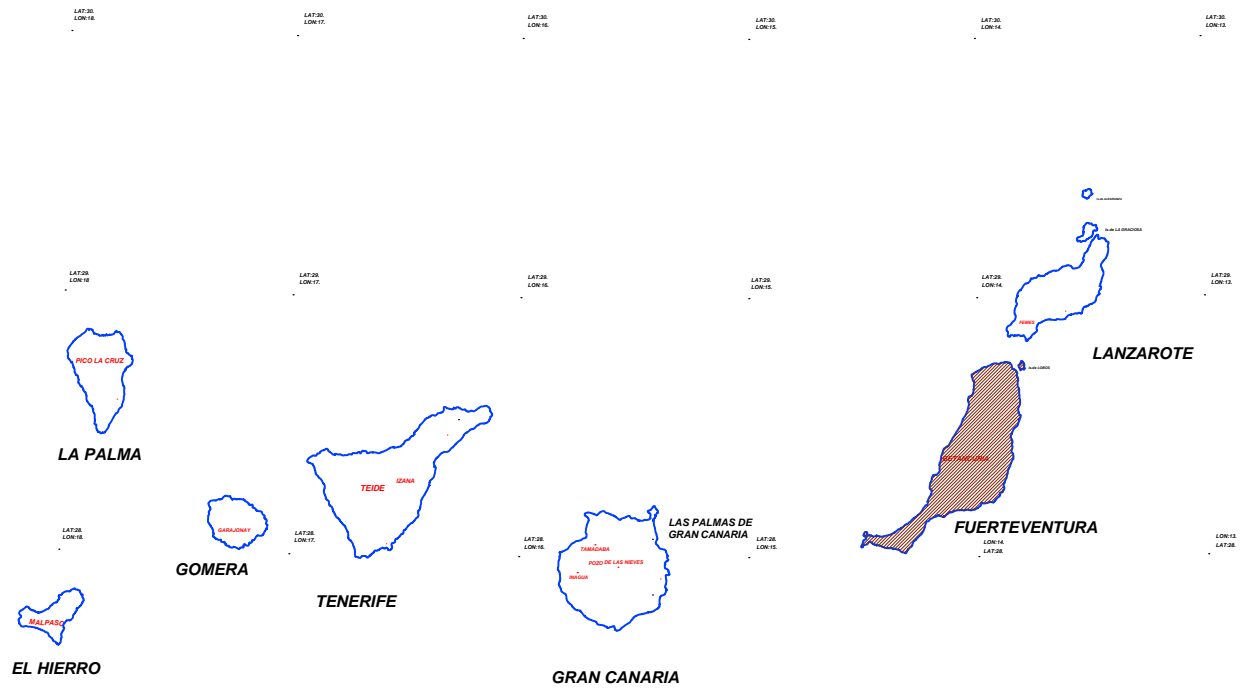 LAT:30.
LON:18.
LAT:30.
LON:17.
LAT:30.
LON:16.
LAT:30.
LON:15.
LAT:30.
LON:14.
LAT:30.
LON:13.
Is.de LA GRACIOSA
LAT:29.
LON:18
LAT:29.
LON:17.
LAT:29.
LON:16.
LAT:29.
LON:15.
LAT:29.
LON:14.
LAT:29.
LON:13.
FEMES
LANZAROTE
Is.de LOBOS
PICO LA CRUZ
LA PALMA
BETANCURIA
TEIDE
IZANA
GARAJONAY
GOMERA
TENERIFE
LAS PALMAS DE
GRAN CANARIA
FUERTEVENTURA
LAT:28.
LON:18.
LAT:28.
LON:17.
LAT:28.
LON:16.
LAT:28.
LON:15.
LON:14.
LAT:28.
LON:13.
LAT:28.
TAMADABA
POZO DE LAS NIEVES
INAGUA
MALPASO
EL HIERRO
GRAN CANARIA